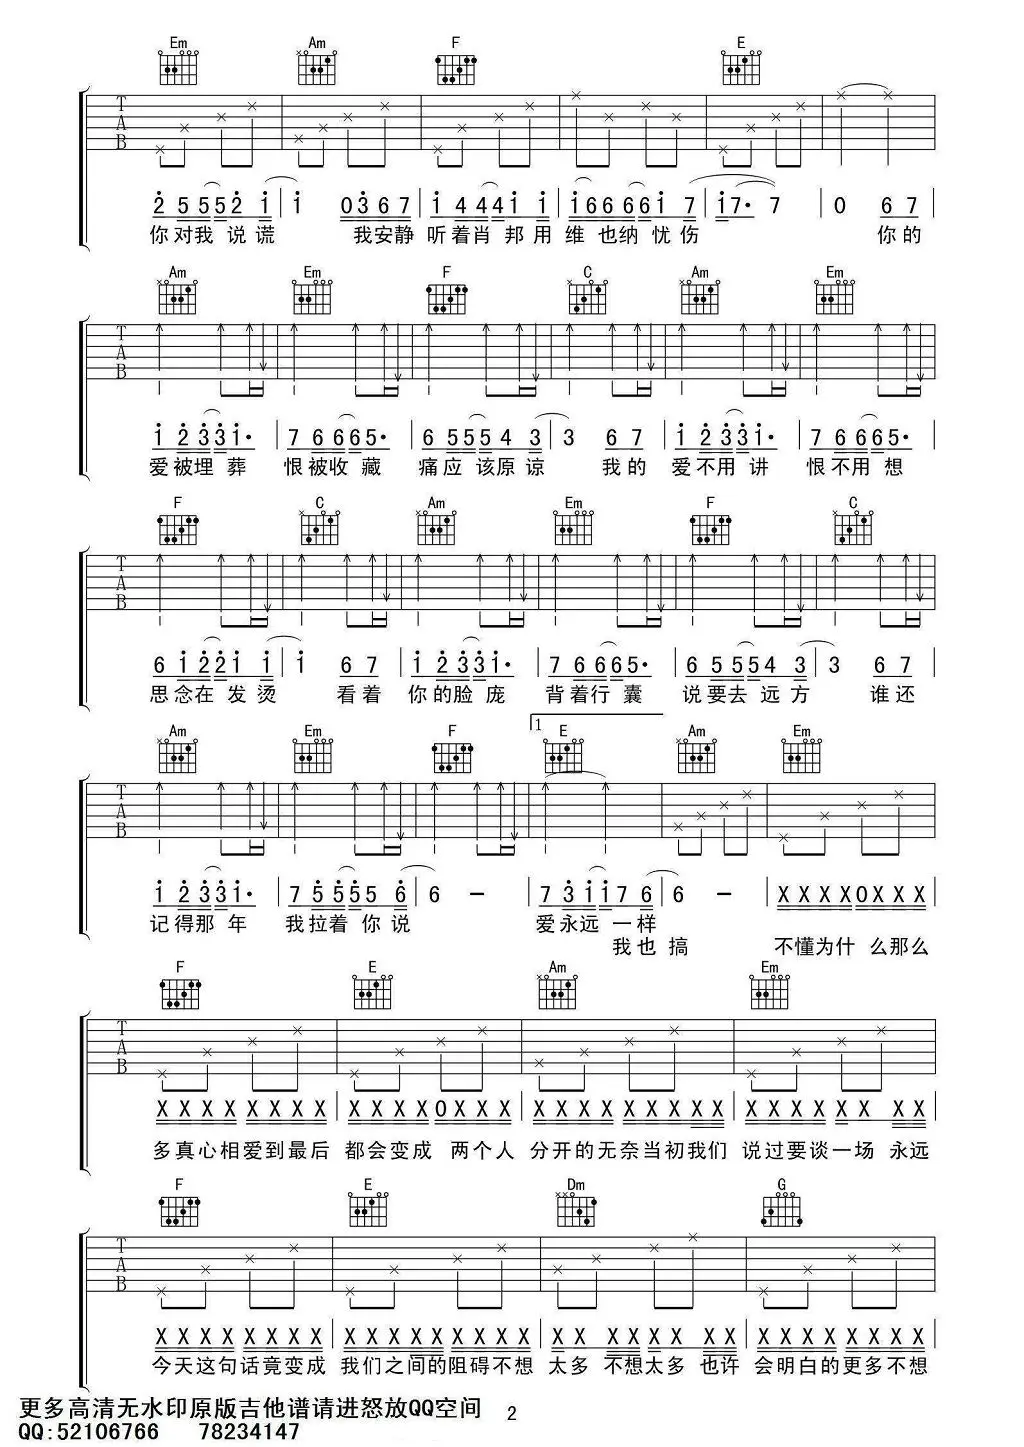 Em Am F E
T
A
B
2 5 5 5 2 1 | 1 0 3 6 7 | 1 4 4 4 1 1 | 1 6 6 6 6 1 7 | 1 7· 7 | 0 6 7 |
你对我 说谎 我安静 听着肖 邦用 维也纳忧伤 你的
Am Em F C Am Em
T
A
B
1 2 3 3 1· | 7 6 6 6 5· | 6 5 5 5 4 3 | 3 6 7 | 1 2 3 3 1· | 7 6 6 6 5· |
爱被埋葬 恨被收藏 痛应该原谅 我的 爱不用讲 恨不用想
F C Am Em F C
T
A
B
6 1 2 2 1 1 | 1 6 7 | 1 2 3 3 1· | 7 6 6 6 5· | 6 5 5 5 4 3 | 3 6 7 |
思念在发烫 看着 你的脸庞 背着行囊 说要去远方 谁还
1
Am Em F E Am Em
T
A
B
1 2 3 3 1· | 7 5 5 5 5 6 | 6 — | 7 3 1 1 7 6 | 6 — | X X X X 0 X X X |
记得那年 我拉着你说 爱永远一样
我也搞 不懂为什 么那么
F E Am Em
T
A
B
X X X X X X X X | X X X X 0 X X X | X X X X X X X X X | X X X X X X X |
多真心相爱到最后 都会变成 两个人 分开的无奈当初我们 说过要谈一场 永远
F E Dm G
T
A
B
X X X X X X X X | X X X X X X X X X | X X X X X X X | X X X X X X X X |
今天这句话竟变成 我们之间的阻碍不想 太多 不想太多 也许 会明白的更多不想
更多高清无水印原版吉他谱请进怒放QQ空间 2
QQ:52106766 78234147